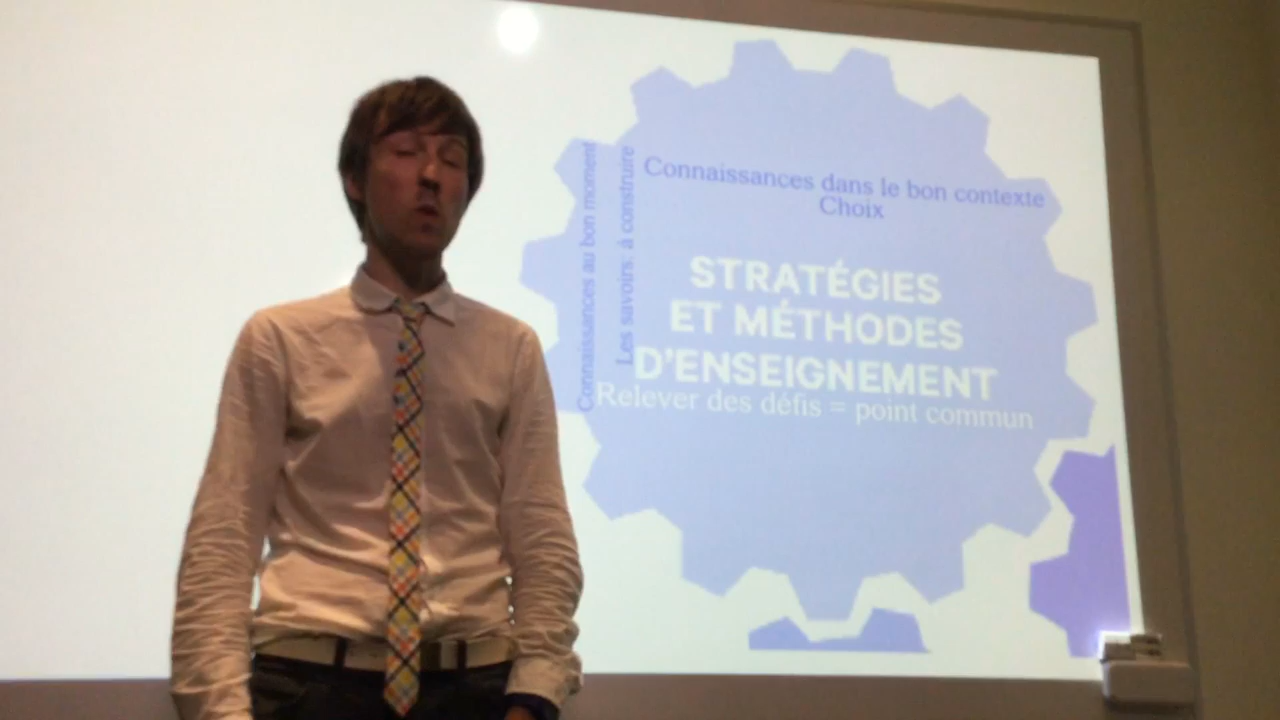 Connaissances au bon moment
Les savoirs: à construire
Connaissances dans le bon contexte
Choix
STRATÉGIES
ET MÉTHODES
D'ENSEIGNEMENT
Relever des défis = point commun